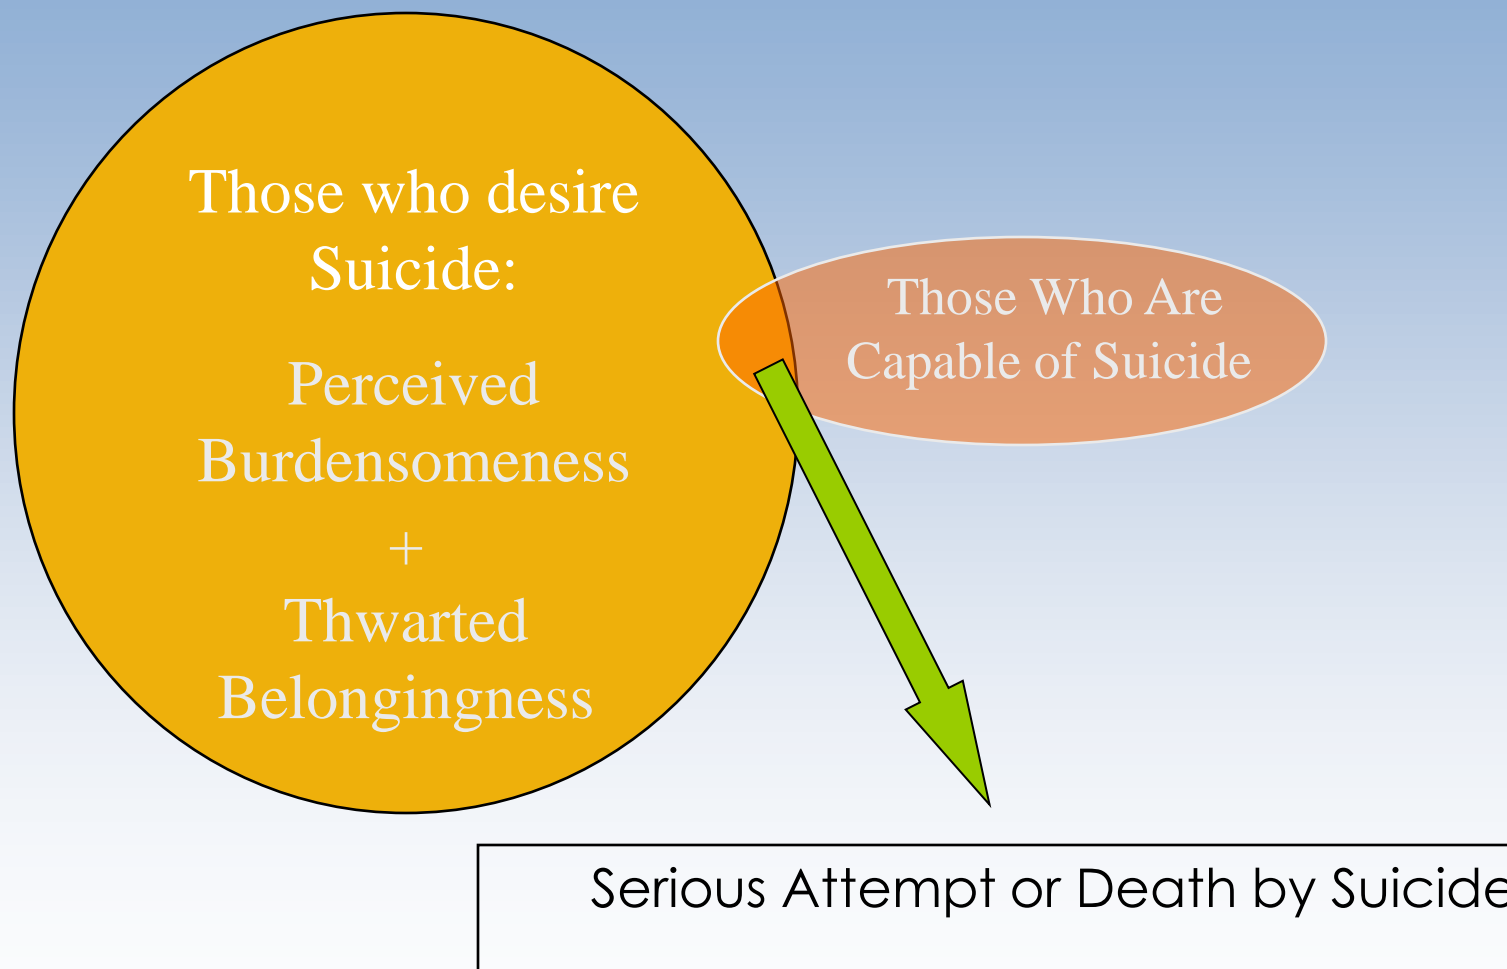 Those who desire
Suicide:
Perceived
Burdensomeness
+
Thwarted
Belongingness
Those Who Are
Capable of Suicide
Serious Attempt or Death by Suicide